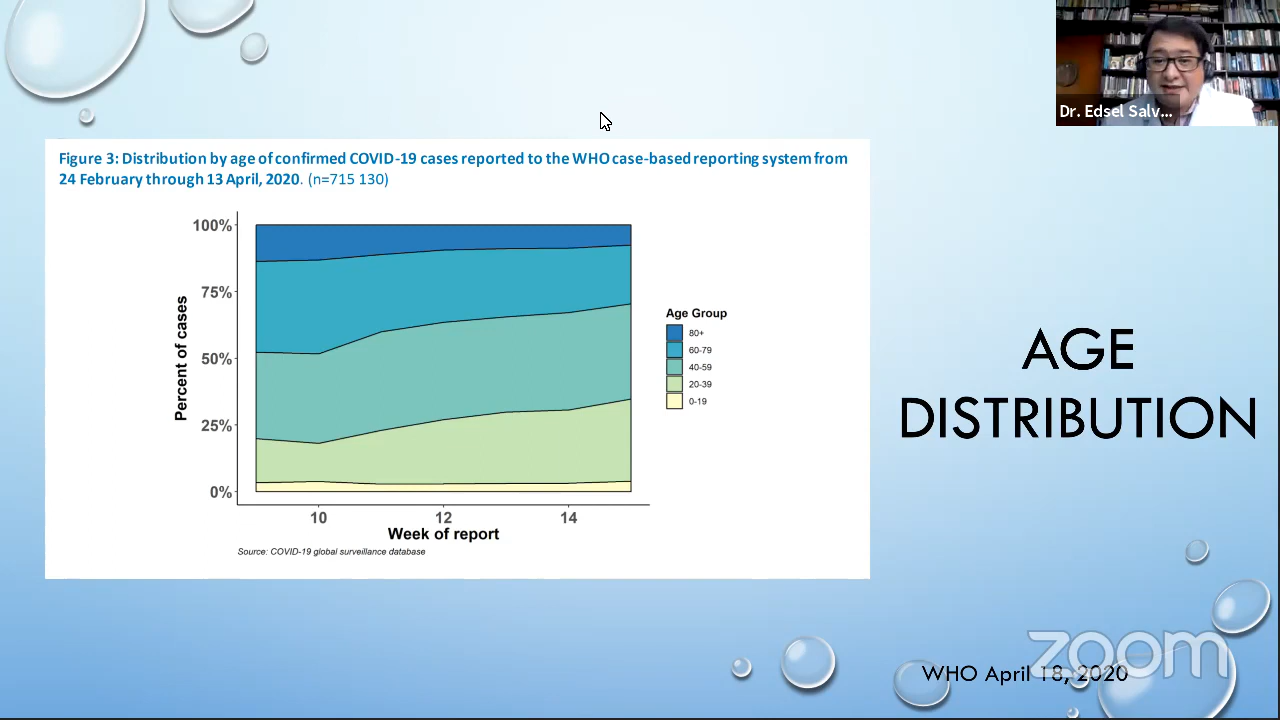 Dr. Edsel Salv...
Figure 3: Distribution by age of confirmed COVID-19 cases reported to the WHO case-based reporting system from
24 February through 13 April, 2020. (n=715 130)
100%
75%
50%
25%
0%
Percent of cases
10
12
14
Week of report
Source: COVID-19 global surveillance database
Age Group
80+
60-79
40-59
20-39
0-19
AGE
DISTRIBUTION
zoom
WHO April 18, 2020